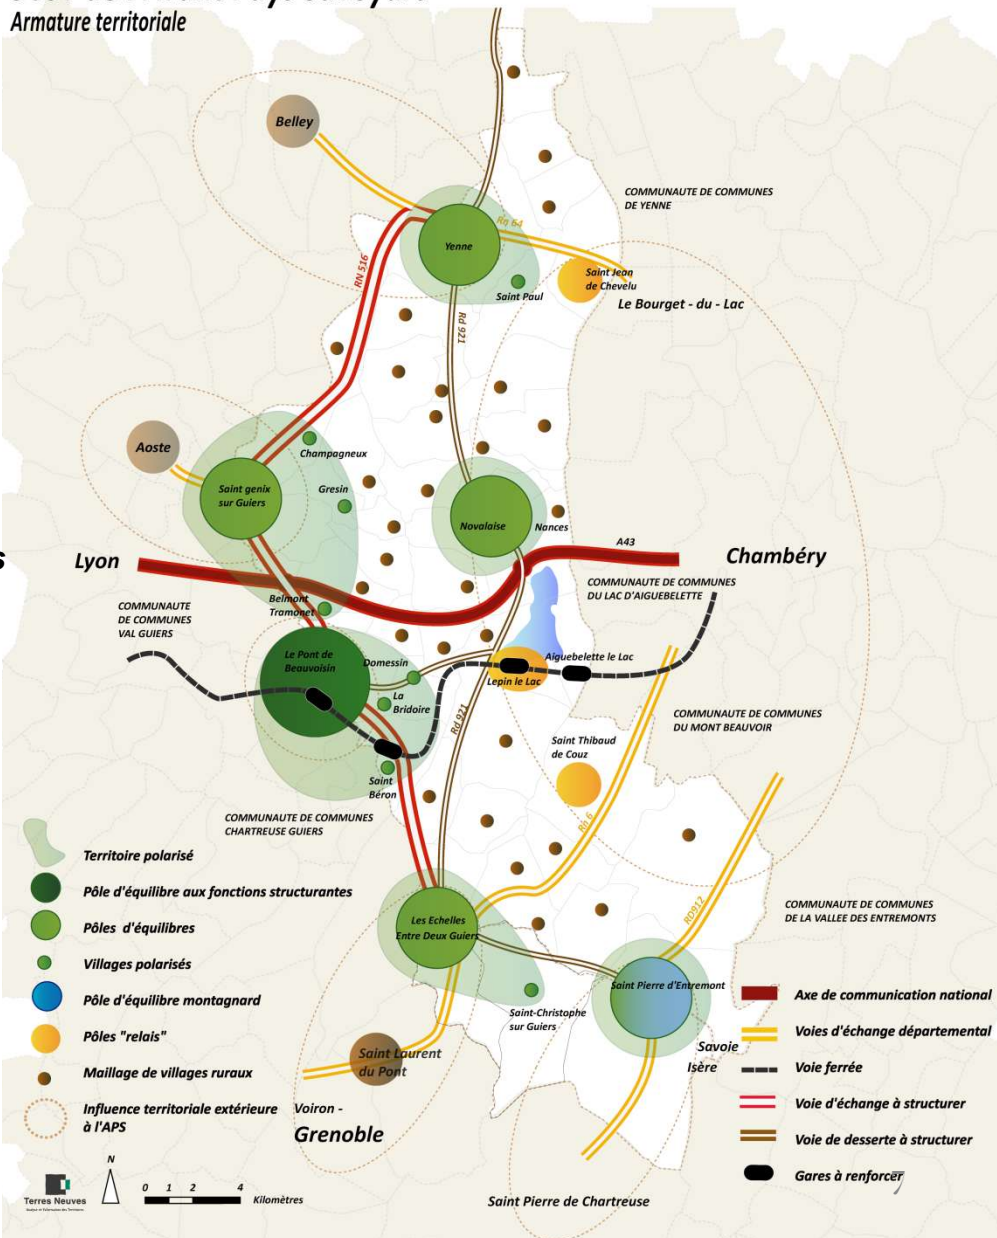 Armature territoriale
Belley
COMMUNAUTE DE COMMUNES
DE YENNE
Rn 64
Yenne
RN 516
Saint Jean
de Chevelu
Saint Paul
Le Bourget - du - Lac
Rd 921
Aoste
Champagneux
Saint genix
sur Guiers
Gresin
Novalaise
Nances
s
Lyon
A43
Chambéry
COMMUNAUTE DE COMMUNES
DU LAC D'AIGUEBELETTE
COMMUNAUTE
DE COMMUNES
VAL GUIERS
Belmont
Tramonet
Le Pont de
Beauvoisin
Domessin
Aiguebelette le Lac
Lepin le Lac
La
Bridoire
Rd 921
COMMUNAUTE DE COMMUNES
DU MONT BEAUVOIR
Saint Thibaud
de Couz
Saint
Béron
COMMUNAUTE DE COMMUNES
CHARTREUSE GUIERS
Rn 6
RD912
COMMUNAUTE DE COMMUNES
DE LA VALLEE DES ENTREMONTS
Les Echelles
Entre Deux Guiers
Saint Pierre d'Entremont
Saint-Christophe
sur Guiers
Savoie
Isère
Saint Laurent
du Pont
Voiron -
Grenoble
Saint Pierre de Chartreuse
Territoire polarisé
Pôle d'équilibre aux fonctions structurantes
Pôles d'équilibres
Villages polarisés
Pôle d'équilibre montagnard
Pôles "relais"
Maillage de villages ruraux
Influence territoriale extérieure
à l'APS
Axe de communication national
Voies d'échange départemental
Voie ferrée
Voie d'échange à structurer
Voie de desserte à structurer
Gares à renforcer
7
Terres Neuves
N
0 1 2 4
Kilomètres